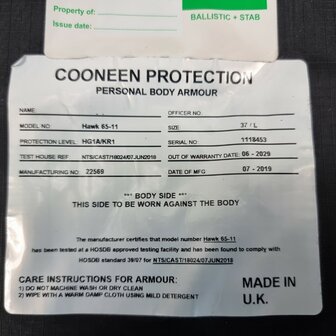 Property of:
Issue date:
BALLISTIC + STAB
COONEEN PROTECTION
PERSONAL BODY ARMOUR
NAME: OFFICER NO.
MODEL NO: Hawk 65-11 SIZE 37 / L
PROTECTION LEVEL: HG1A/KR1 S/ NO: 1118453
TEST HOUSE REF NTS/CAST/18024/07JUN2018 OUT OF WARRANTY DATE 06 - 2029
MANUFACTURING NO: 22569 DATE OF MFG 07 - 2019
*** BODY SIDE ***
THIS SIDE TO BE WORN AGAINST THE BODY
The manufacturer certifies that model number Hawk 65-11
has been tested at a HOSDB approved testing facility and has been found to comply with
HOSDB standard 39/07 for NTS/CAST/18024/07JUN2018
CARE INSTRUCTIONS FOR ARMOUR:
1) DO NOT MACHINE WASH OR DRY CLEAN
2) WIPE WITH A WARM DAMP CLOTH USING MILD DETERGENT
MADE IN
U.K.